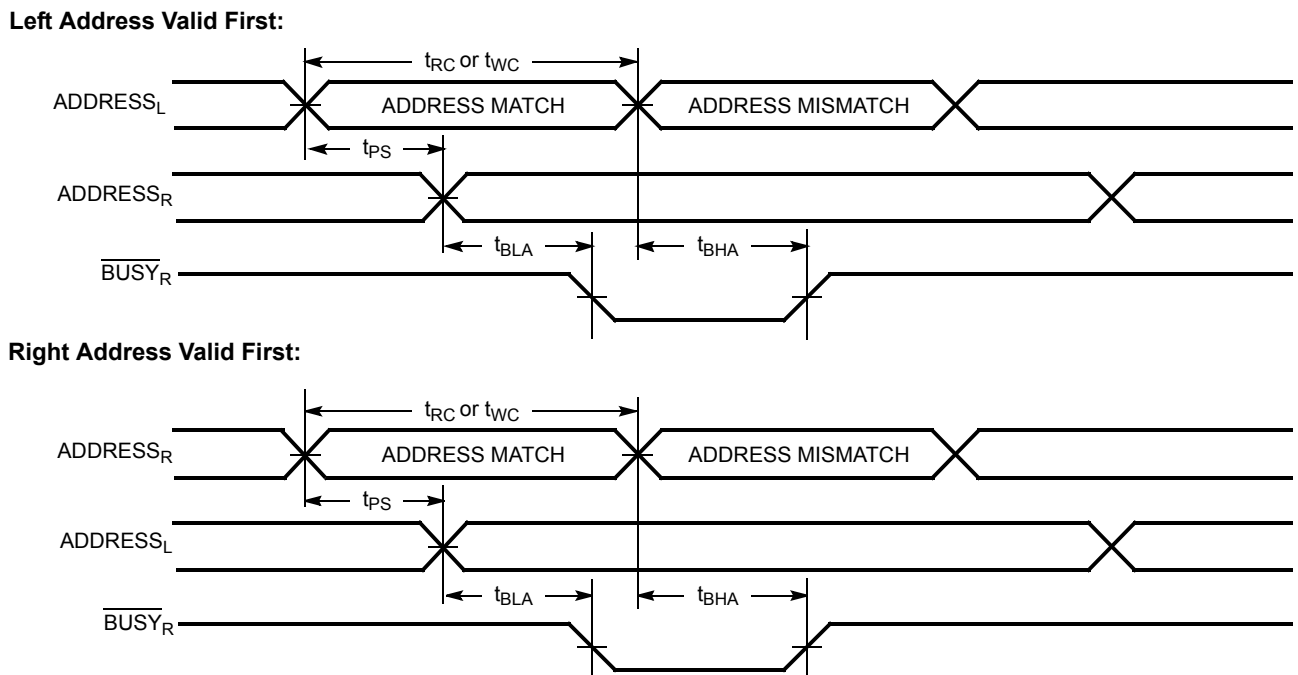 Left Address Valid First:
tRC or tWC
ADDRESSL
ADDRESS MATCH
ADDRESS MISMATCH
tPS
ADDRESSR
tBLA
tBHA
BUSYR
Right Address Valid First:
tRC or tWC
ADDRESSR
ADDRESS MATCH
ADDRESS MISMATCH
tPS
ADDRESSL
tBLA
tBHA
BUSYR